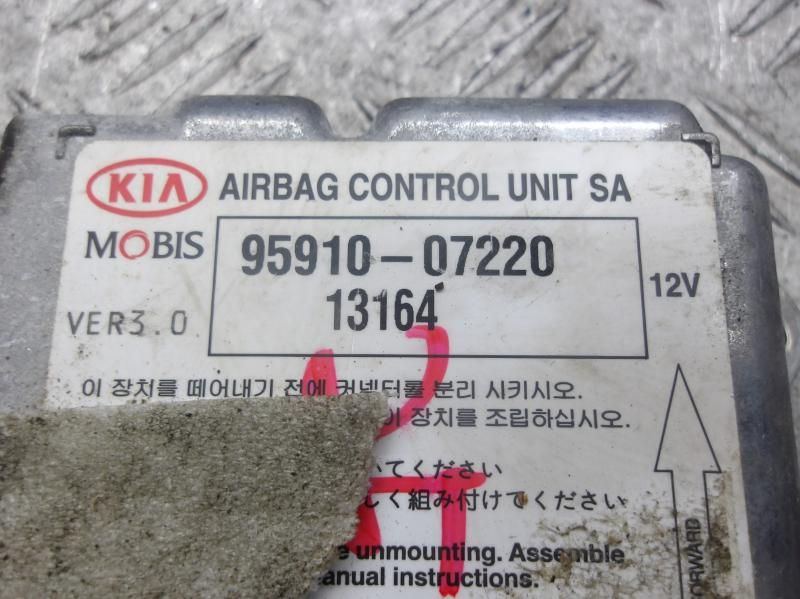 KIA AIRBAG CONTROL UNIT SA
MOBIS 95910-07220
13164
12V
VER3.0
이 장치를 떼어내기 전에 커넥터를 분리 시키시오.
이 장치를 조립하십시오.
いてください
しく組み付けてください
e unmounting. Assemble
anual instructions.
FORWARD